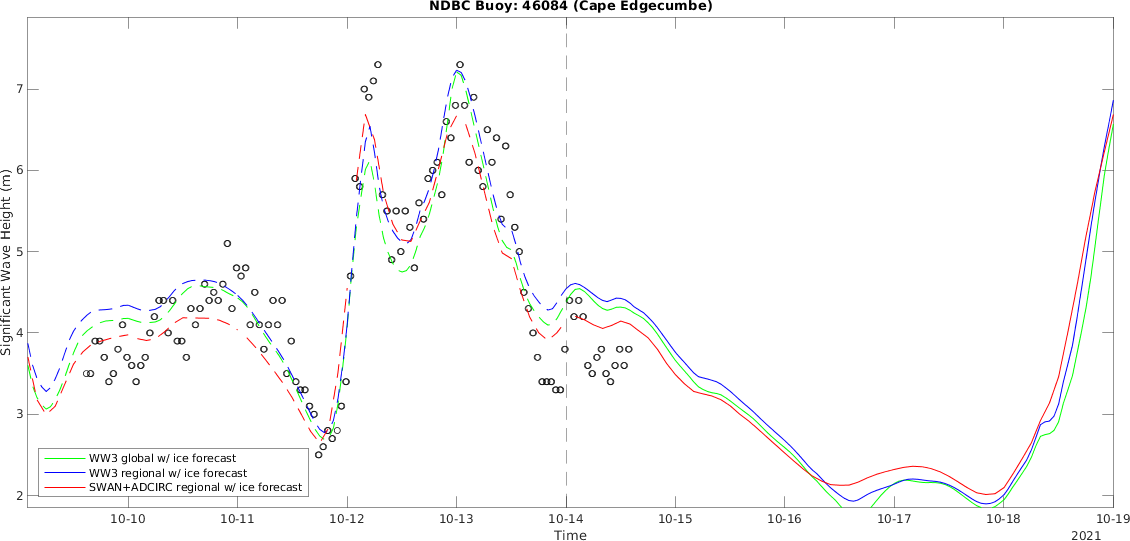 NDBC Buoy: 46084 (Cape Edgecumbe)
Significant Wave Height (m)
7
6
5
4
3
2
WW3 global w/ ice forecast
WW3 regional w/ ice forecast
SWAN+ADCIRC regional w/ ice forecast
10-10 10-11 10-12 10-13 10-14 10-15 10-16 10-17 10-18 10-19
Time
2021